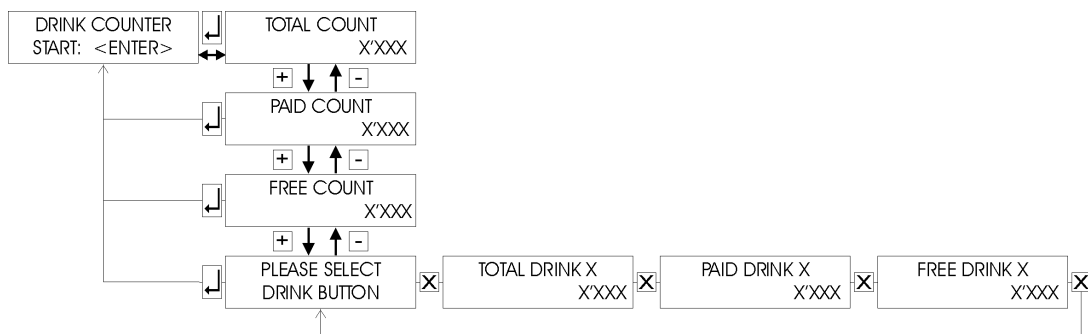 DRINK COUNTER
START: <ENTER>
TOTAL COUNT
X'XXX
+
-
PAID COUNT
X'XXX
+
-
FREE COUNT
X'XXX
+
-
PLEASE SELECT
DRINK BUTTON
X
TOTAL DRINK X
X'XXX
X
PAID DRINK X
X'XXX
X
FREE DRINK X
X'XXX
X